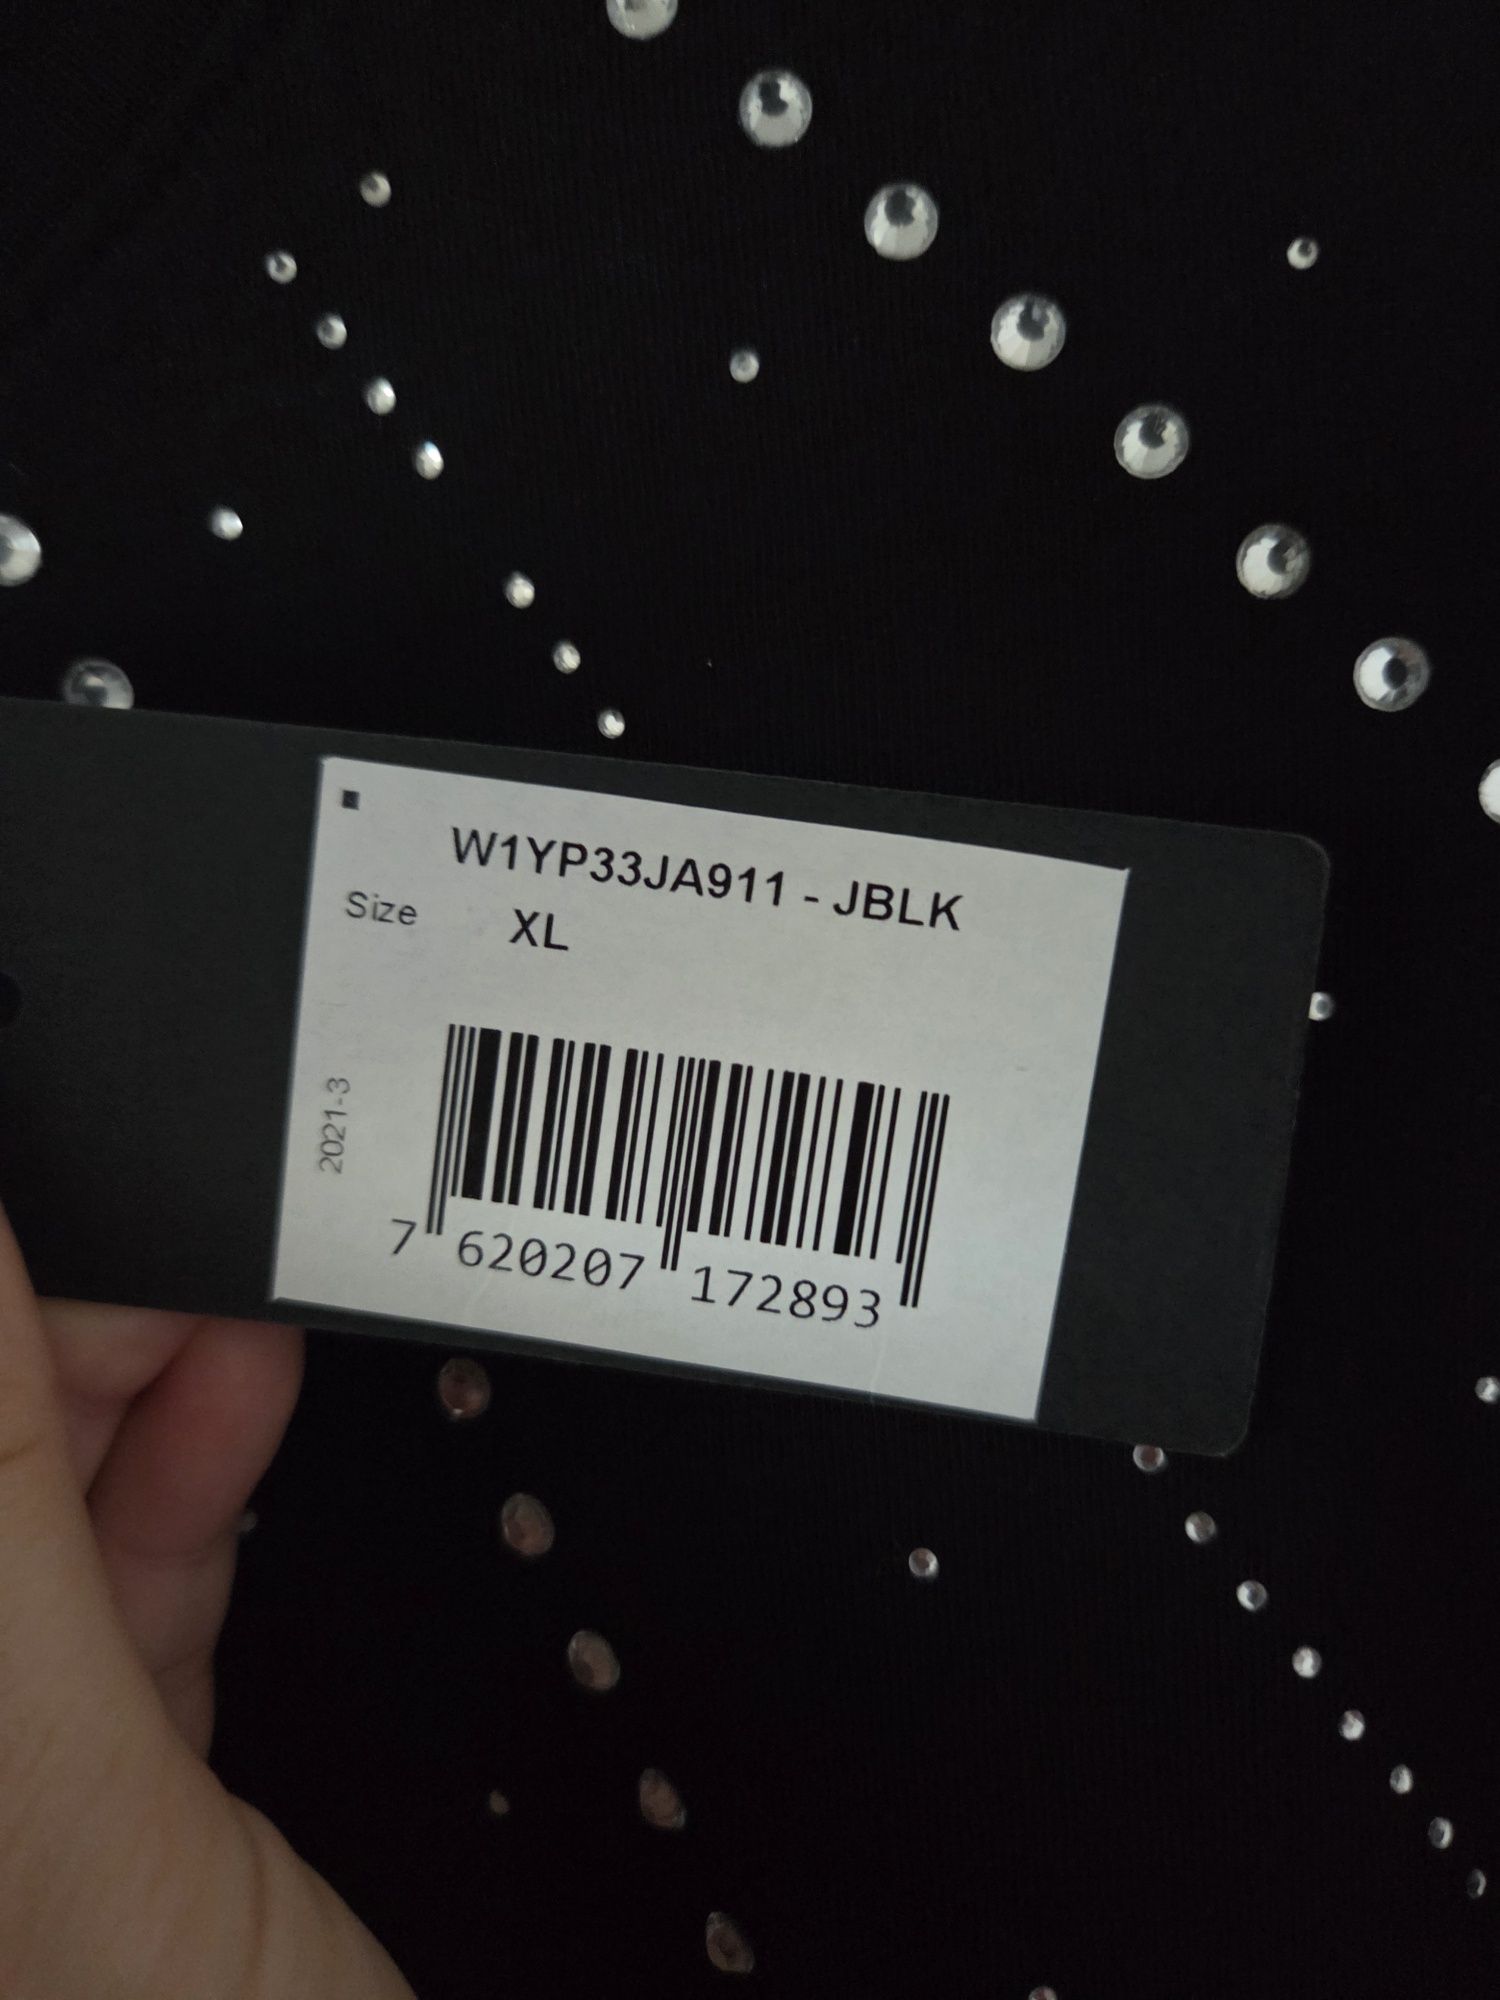 W1YP33JA911 - JBLK
Size XL
2021-3
7 620207 172893